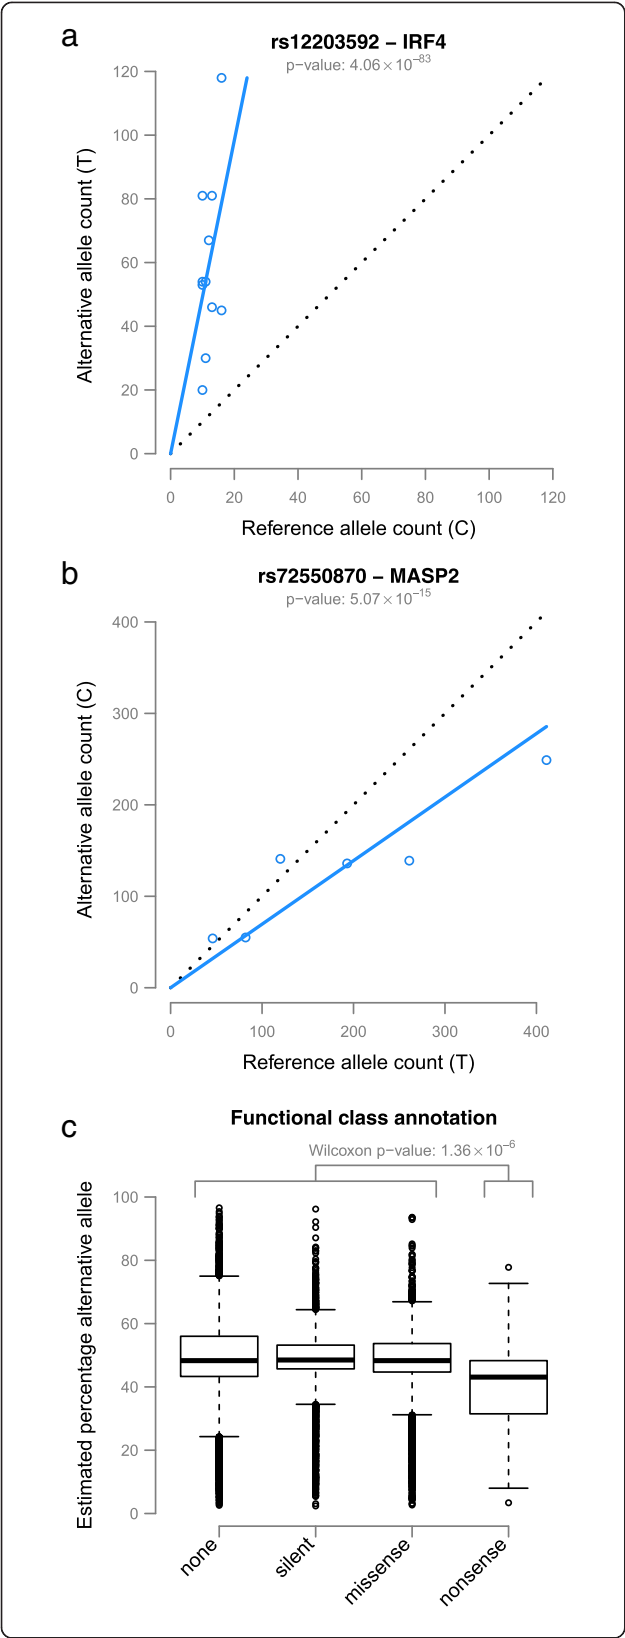 a
rs12203592 – IRF4
p−value: 4.06×10−83
Alternative allele count (T)
120
100
80
60
40
20
0
0 20 40 60 80 100 120
Reference allele count (C)
b
rs72550870 – MASP2
p−value: 5.07×10−15
Alternative allele count (C)
400
300
200
100
0
0 100 200 300 400
Reference allele count (T)
c
Functional class annotation
Wilcoxon p−value: 1.36×10−6
Estimated percentage alternative allele
100
80
60
40
20
0
none silent missense nonsense